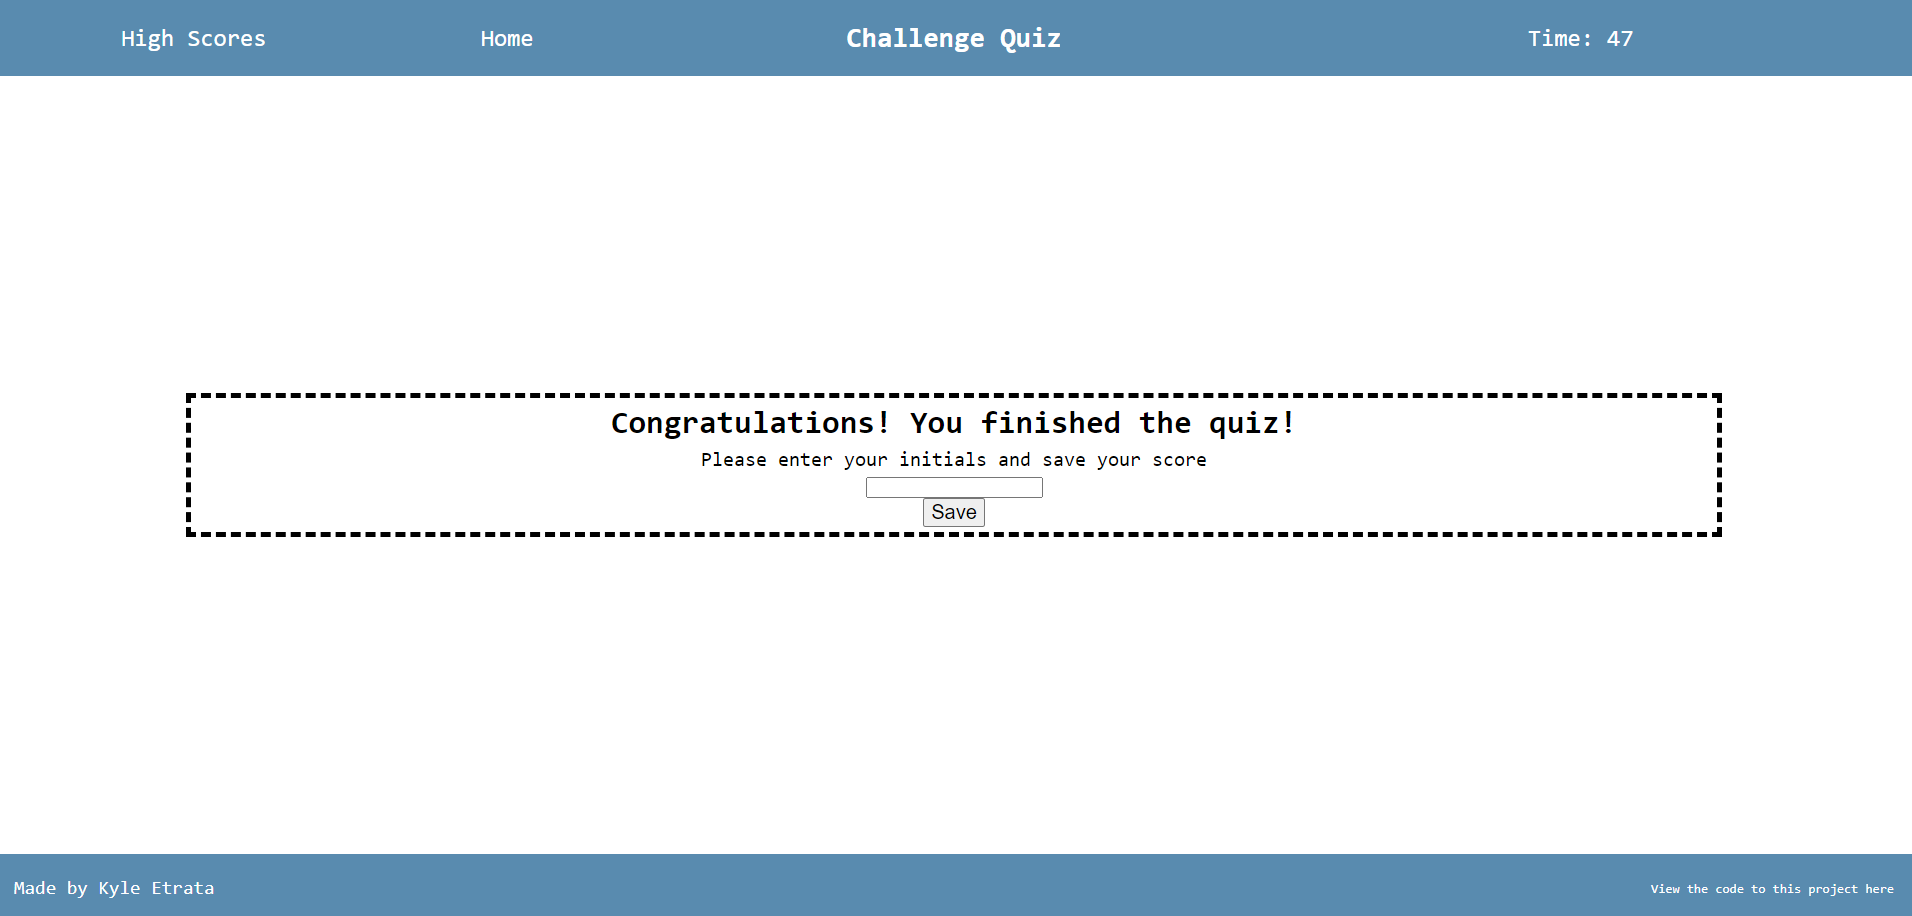 High Scores Home Challenge Quiz Time: 47
Congratulations! You finished the quiz!
Please enter your initials and save your score
Save
Made by Kyle Etrata View the code to this project here